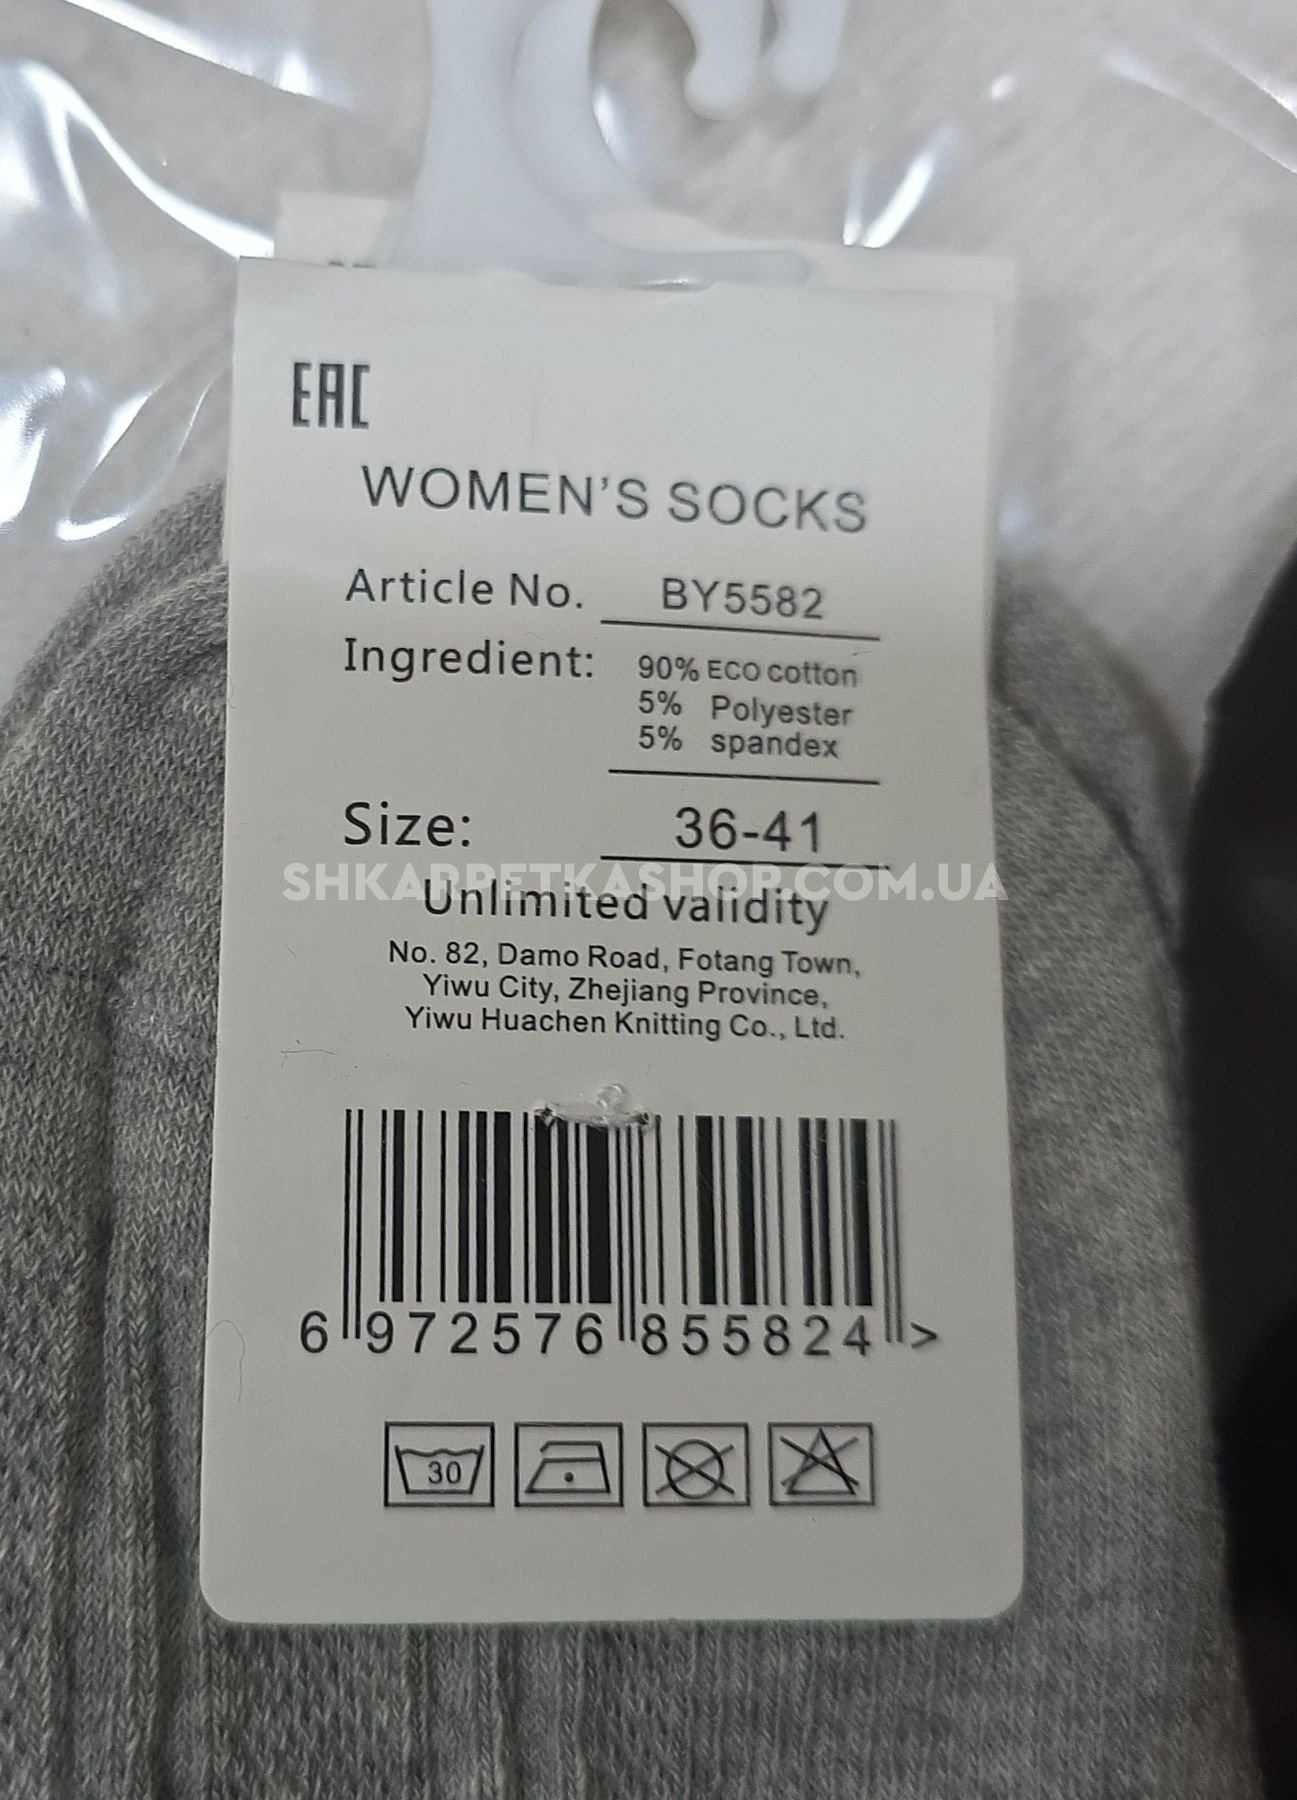 EAC
WOMEN'S SOCKS
Article No. BY5582
Ingredient: 90% ECO cotton
5% Polyester
5% spandex
Size: 36-41
SHKARPETKASHOP.COM.UA
Unlimited validity
No. 82, Damo Road, Fotang Town,
Yiwu City, Zhejiang Province,
Yiwu Huachen Knitting Co., Ltd.
6 972576 855824 >
30